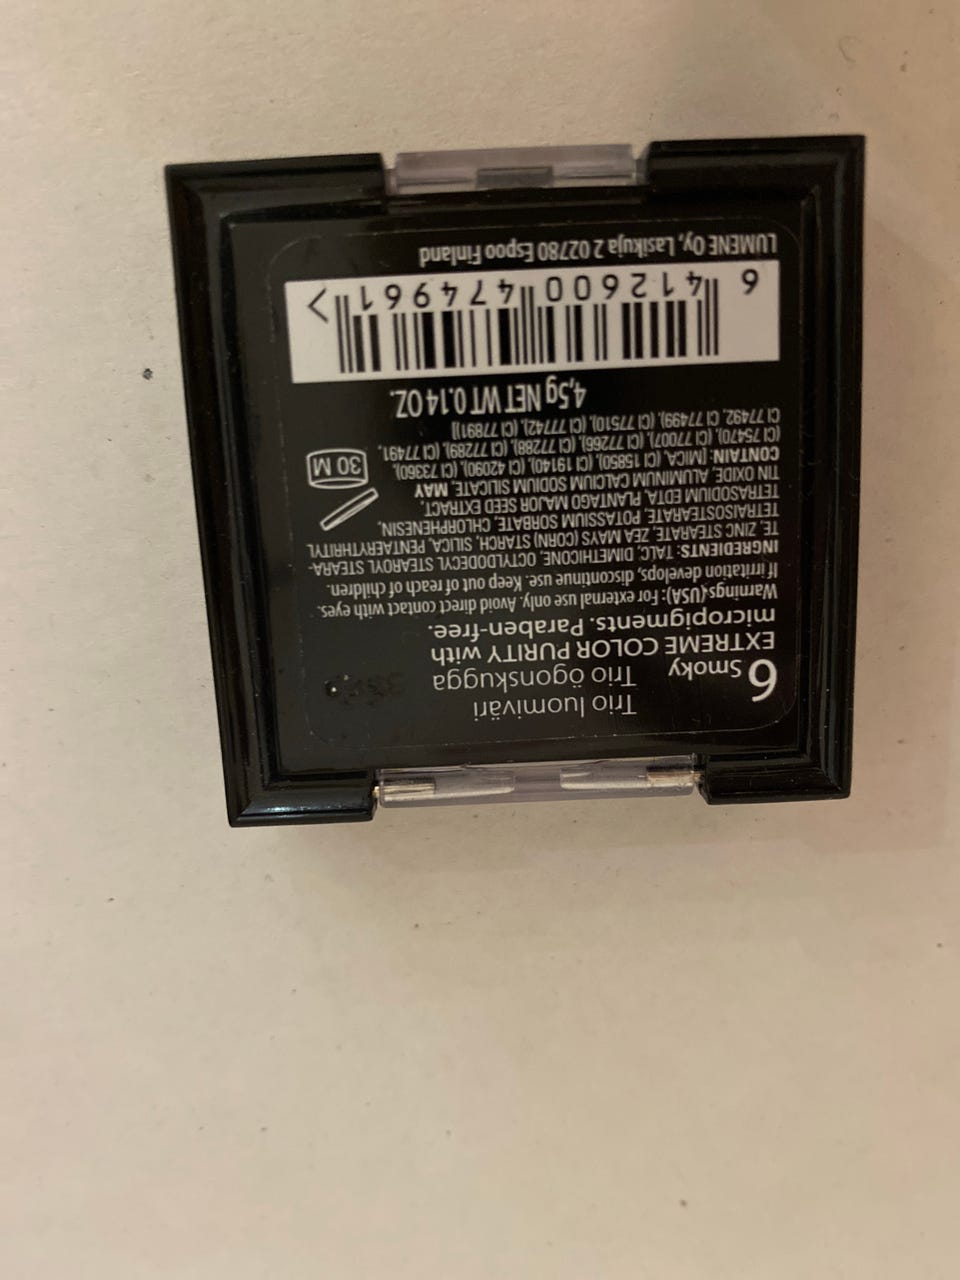 Trio luomiväri
Trio ögonskugga
6 Smoky
EXTREME COLOR PURITY with
micropigments. Paraben-free.
Warnings(USA): For external use only. Avoid direct contact with eyes.
If irritation develops, discontinue use. Keep out of reach of children.
INGREDIENTS: TALC, DIMETHICONE, OCTYLDODECYL STEAROYL STEARA-
TE, ZINC STEARATE, ZEA MAYS (CORN) STARCH, SILICA, PENTAERYTHRITYL
TETRAISOSTEARATE, POTASSIUM SORBATE, CHLORPHENESIN,
TETRASODIUM EDTA, PLANTAGO MAJOR SEED EXTRACT,
TIN OXIDE, ALUMINUM CALCIUM SODIUM SILICATE, MAY
CONTAIN: [MICA, (CI 15850), (CI 19140), (CI 42090), (CI 73360),
(CI 75470), (CI 77007), (CI 77266), (CI 77288), (CI 77289), (CI 77491,
CI 77492, CI 77499), (CI 77510), (CI 77742), (CI 77891)]
30 M
4,5g NET WT 0.14 OZ.
6 412600 474961 >
LUMENE Oy, Lasikuja 2 02780 Espoo Finland